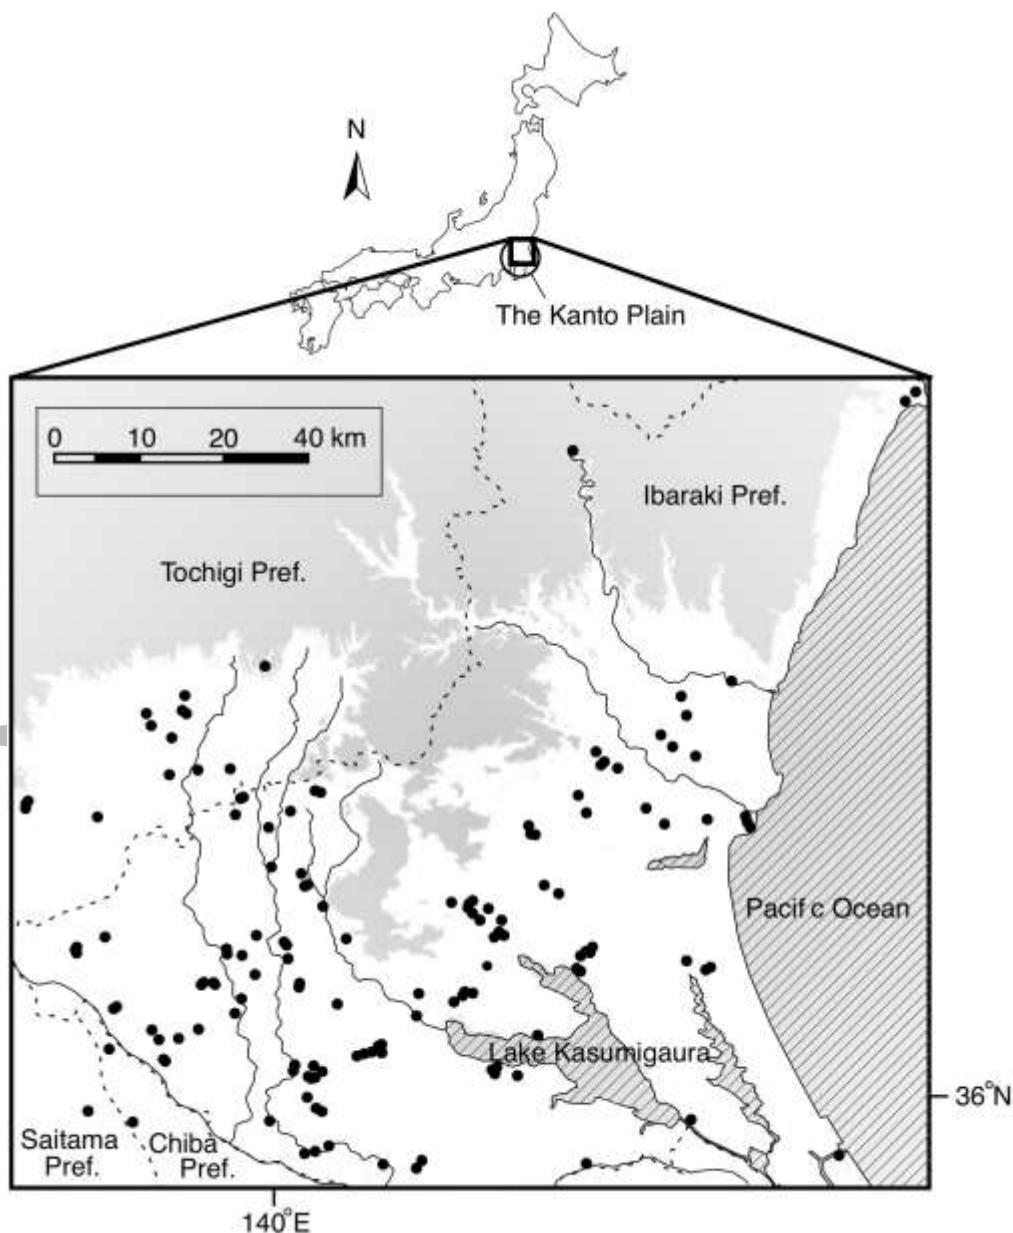 N
The Kanto Plain
0 10 20 40 km
Ibaraki Pref.
Tochigi Pref.
Pacif c Ocean
Lake Kasumigaura
36°N
Saitama
Pref.
Chiba
Pref.
140°E